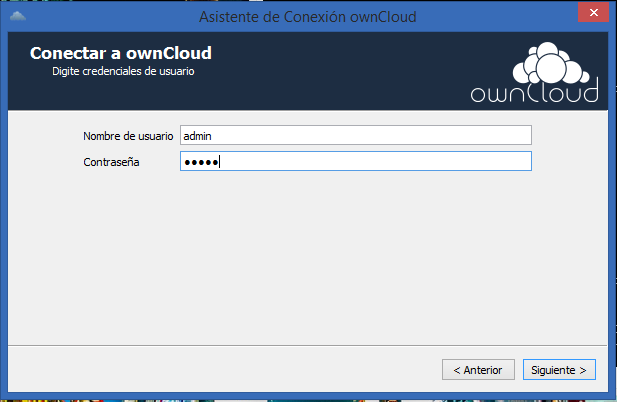 Asistente de Conexión ownCloud
Conectar a ownCloud
Digite credenciales de usuario
ownCloud
Nombre de usuario admin
Contraseña •••••
< Anterior Siguiente >